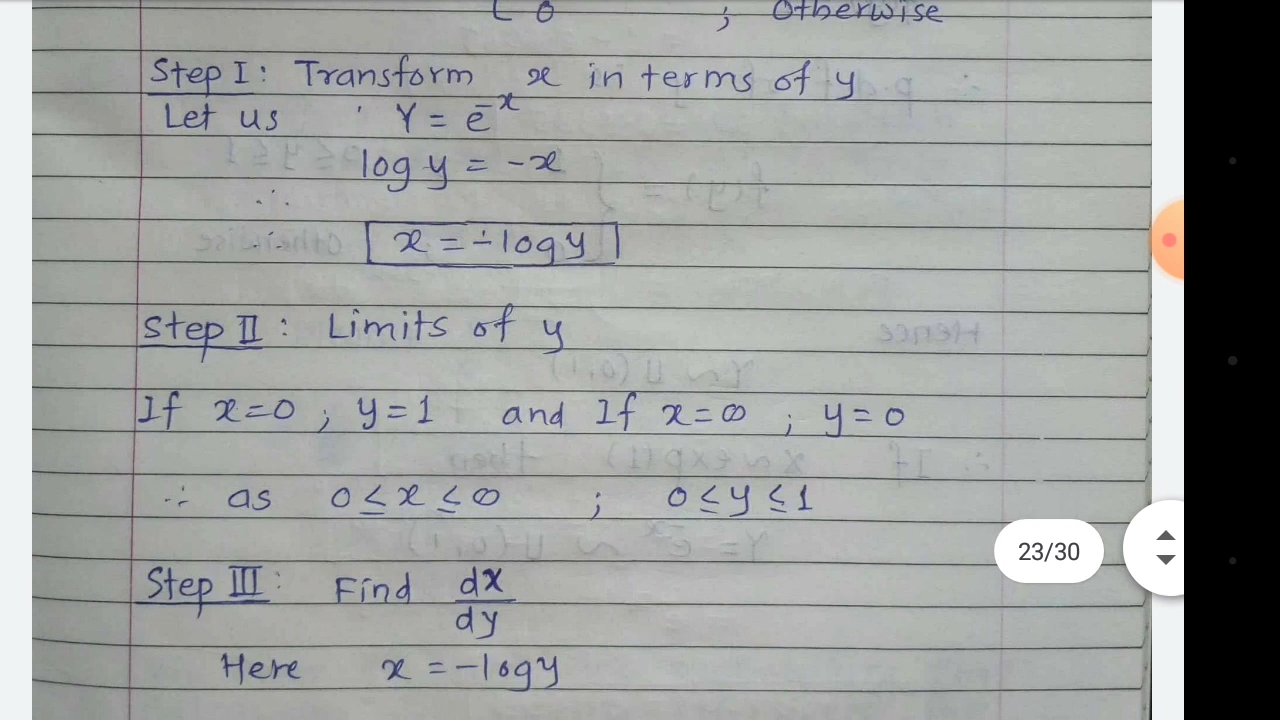 0 ; Otherwise
Step I : Transform x in terms of y
Let us Y = e^-x
log y = -x
∴
∴ x = -log y
Step II : Limits of y
If x=0 ; y=1 and If x=∞ ; y=0
∴ as 0 ≤ x ≤ ∞ ; 0 ≤ y ≤ 1
23/30
Step III : Find dx/dy
Here x = -log y